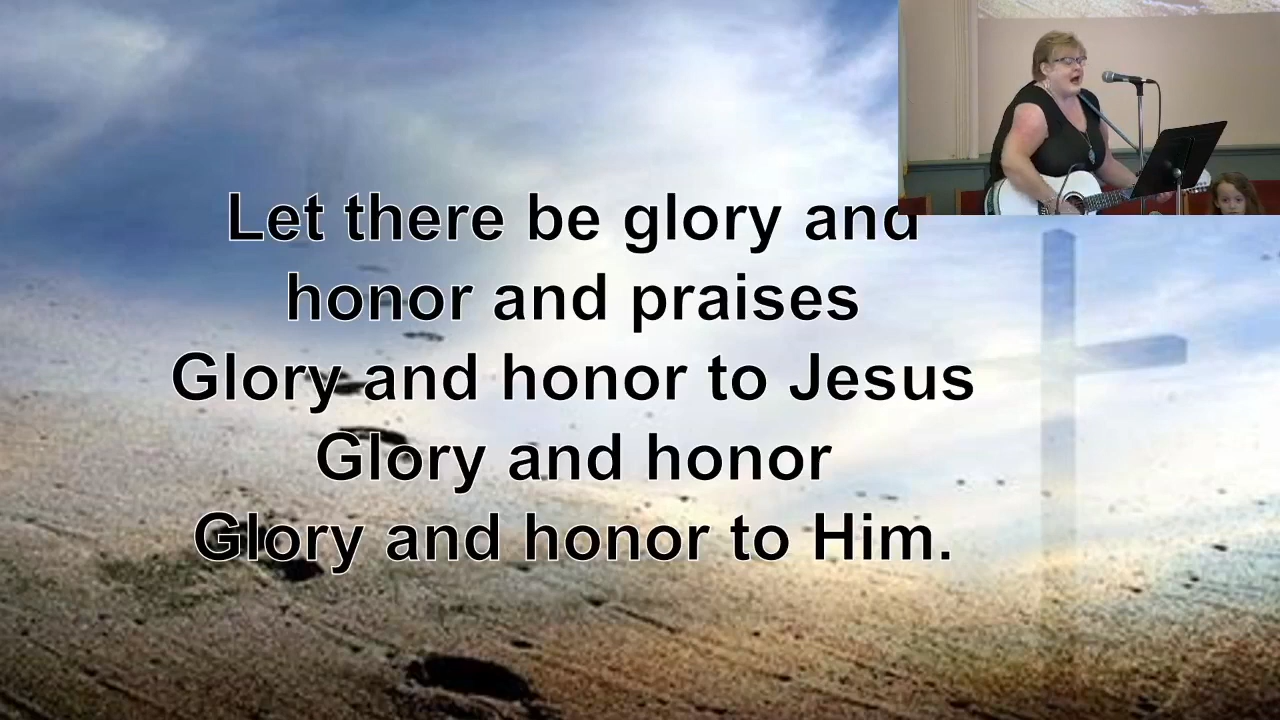 Let there be glory and
honor and praises
Glory and honor to Jesus
Glory and honor
Glory and honor to Him.